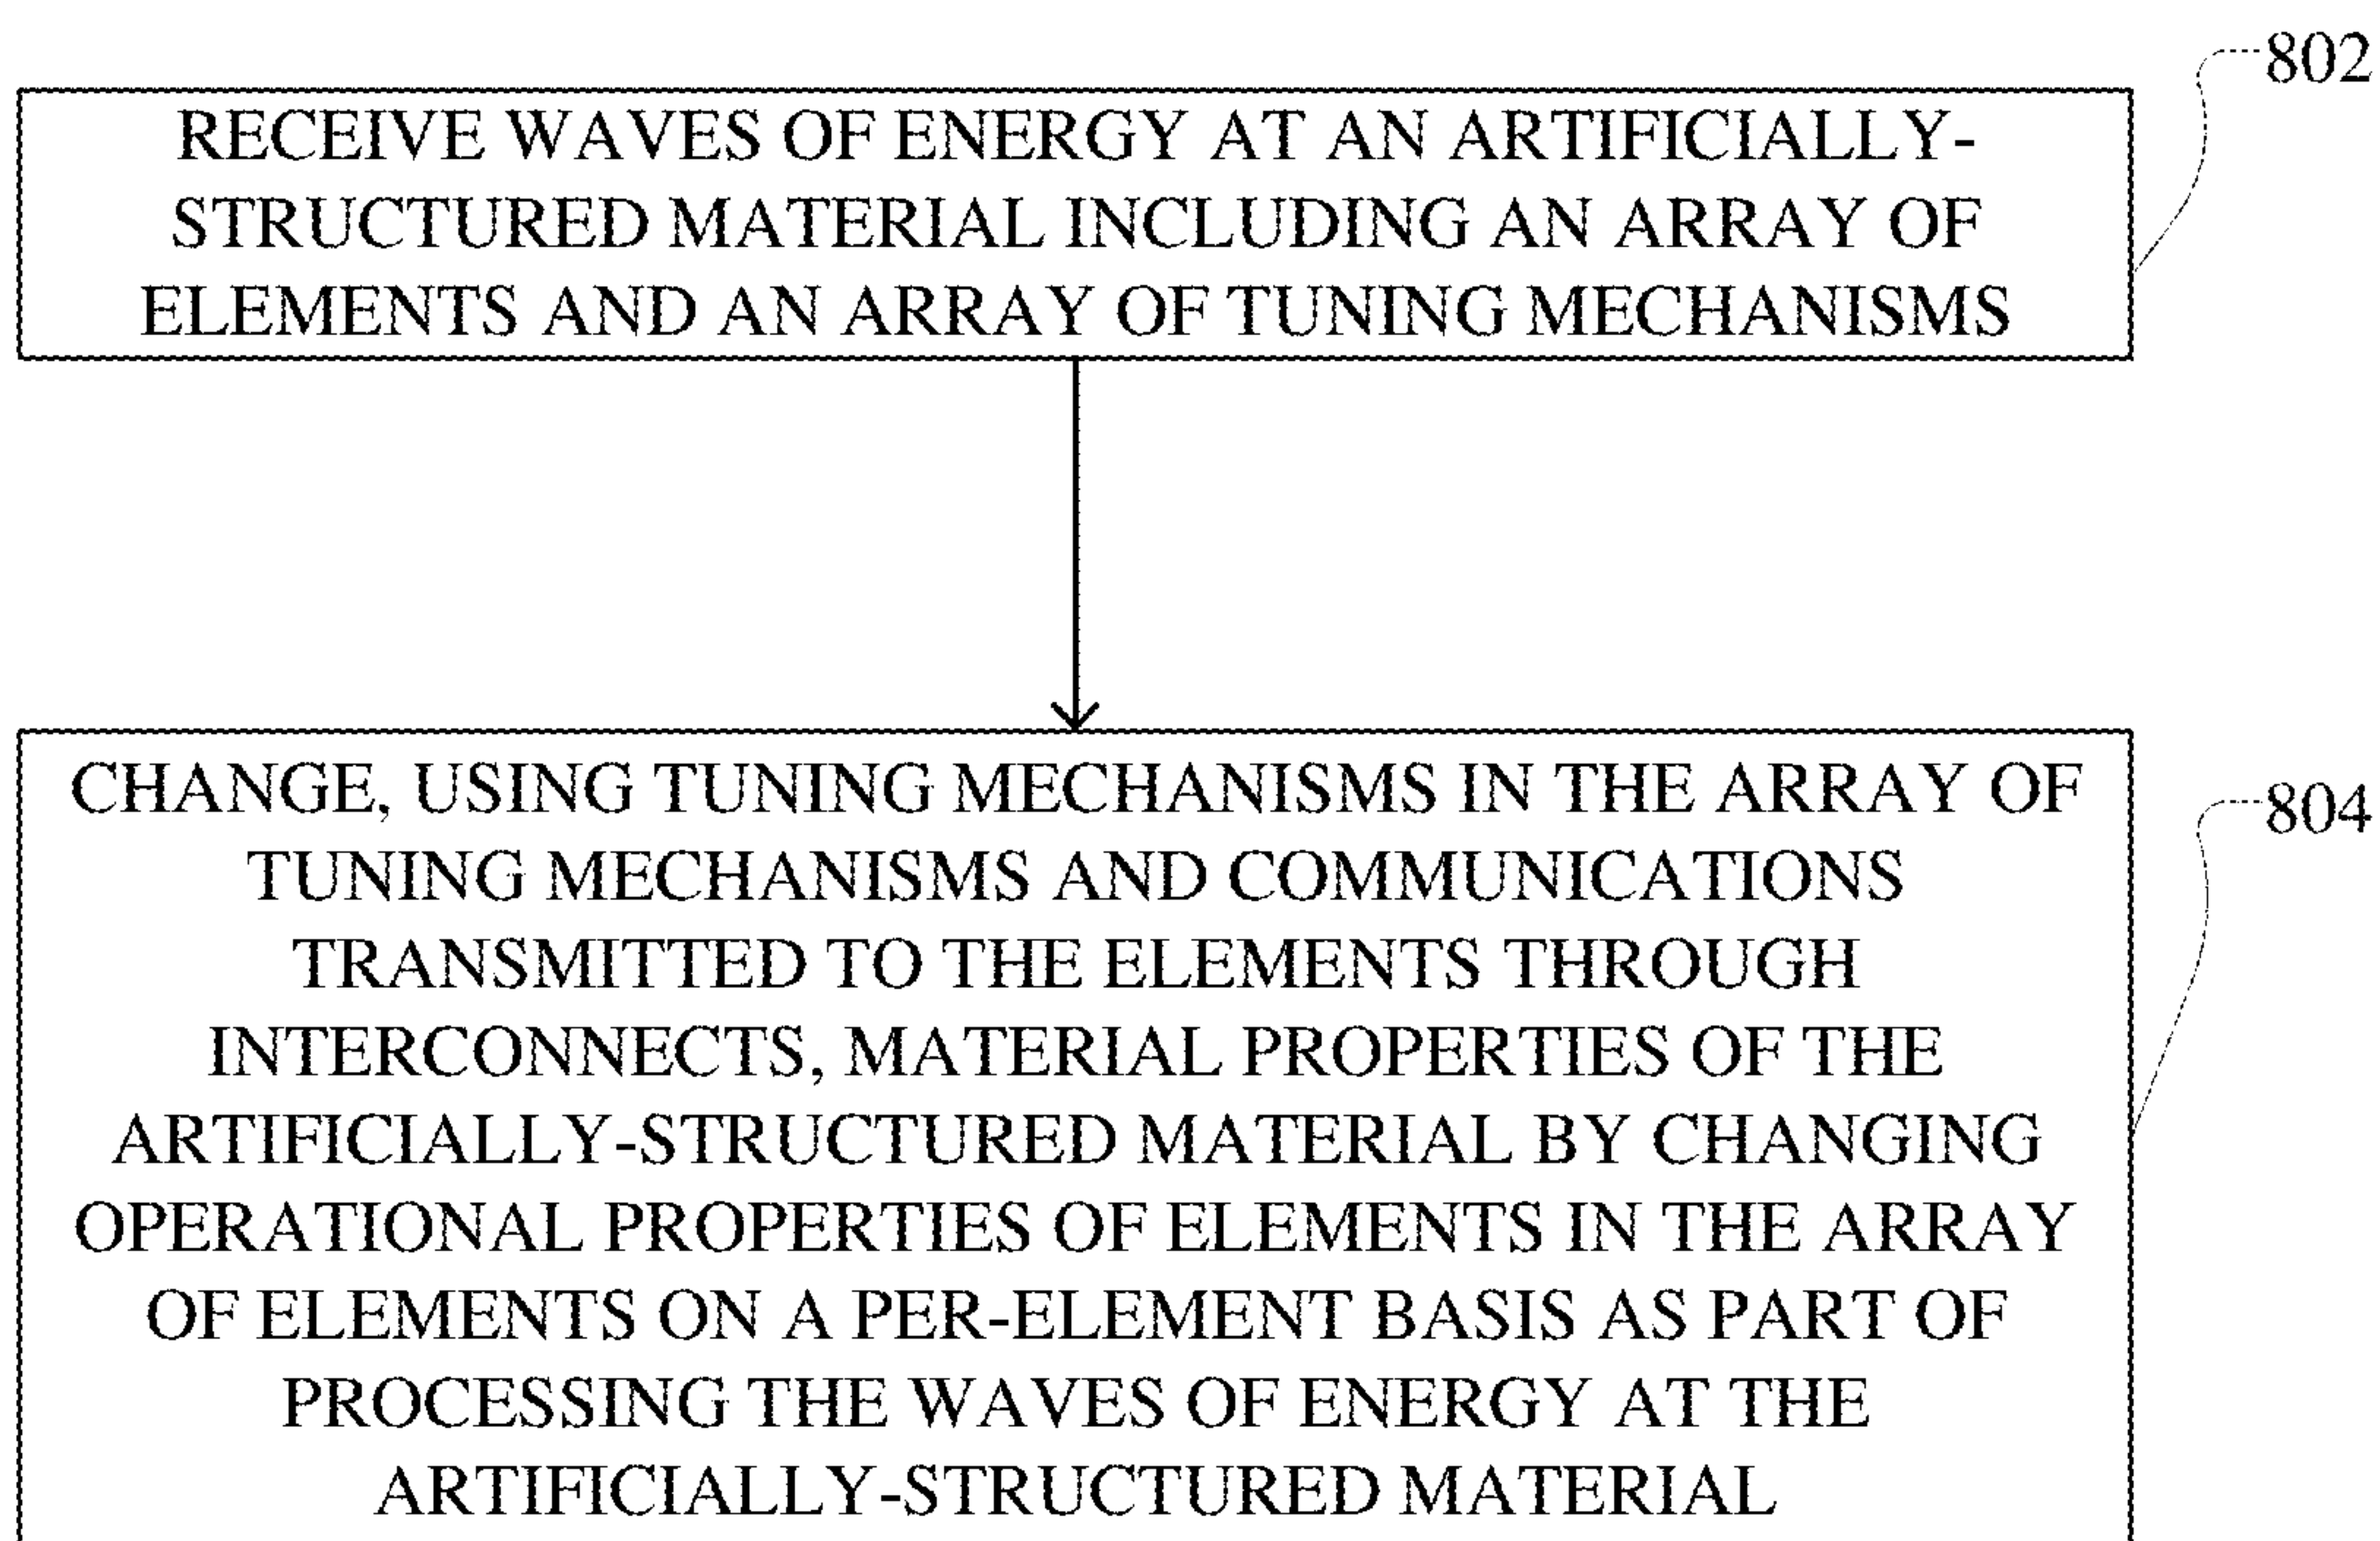 802
RECEIVE WAVES OF ENERGY AT AN ARTIFICIALLY-
STRUCTURED MATERIAL INCLUDING AN ARRAY OF
ELEMENTS AND AN ARRAY OF TUNING MECHANISMS
CHANGE, USING TUNING MECHANISMS IN THE ARRAY OF
804
TUNING MECHANISMS AND COMMUNICATIONS
TRANSMITTED TO THE ELEMENTS THROUGH
INTERCONNECTS, MATERIAL PROPERTIES OF THE
ARTIFICIALLY-STRUCTURED MATERIAL BY CHANGING
OPERATIONAL PROPERTIES OF ELEMENTS IN THE ARRAY
OF ELEMENTS ON A PER-ELEMENT BASIS AS PART OF
PROCESSING THE WAVES OF ENERGY AT THE
ARTIFICIALLY-STRUCTURED MATERIAL